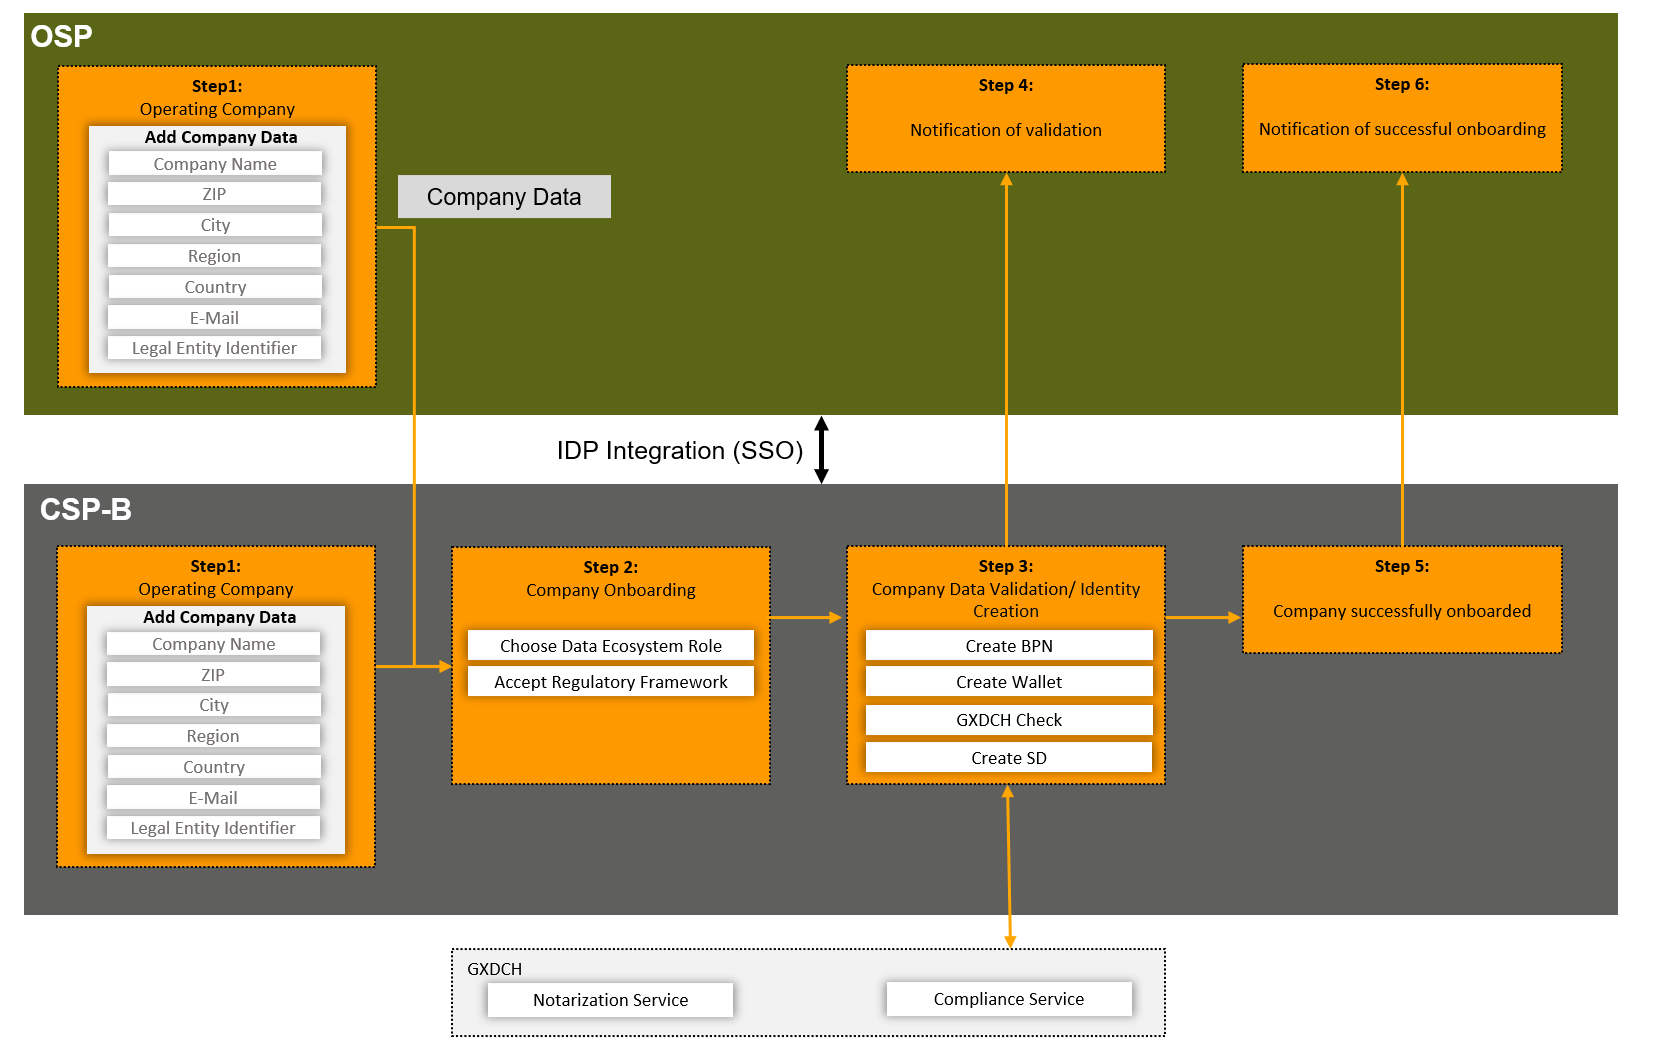 OSP
Step1:
Operating Company
Add Company Data
Company Name
ZIP
City
Region
Country
E-Mail
Legal Entity Identifier
Company Data
Step 4:
Notification of validation
Step 6:
Notification of successful onboarding
IDP Integration (SSO)
CSP-B
Step1:
Operating Company
Add Company Data
Company Name
ZIP
City
Region
Country
E-Mail
Legal Entity Identifier
Step 2:
Company Onboarding
Choose Data Ecosystem Role
Accept Regulatory Framework
Step 3:
Company Data Validation/ Identity
Creation
Create BPN
Create Wallet
GXDCH Check
Create SD
Step 5:
Company successfully onboarded
GXDCH
Notarization Service
Compliance Service